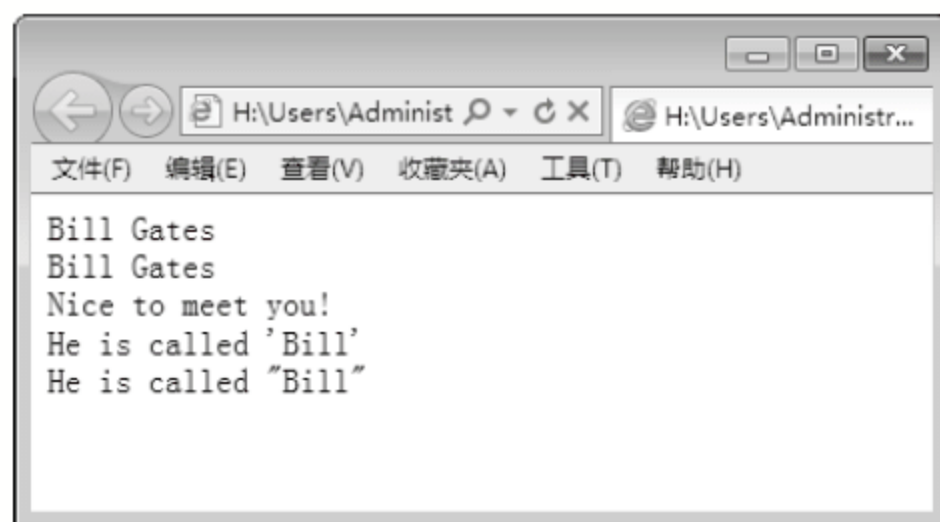 H:\Users\Administ
H:\Users\Administr...
文件(F) 编辑(E) 查看(V) 收藏夹(A) 工具(T) 帮助(H)
Bill Gates
Bill Gates
Nice to meet you!
He is called 'Bill'
He is called "Bill"